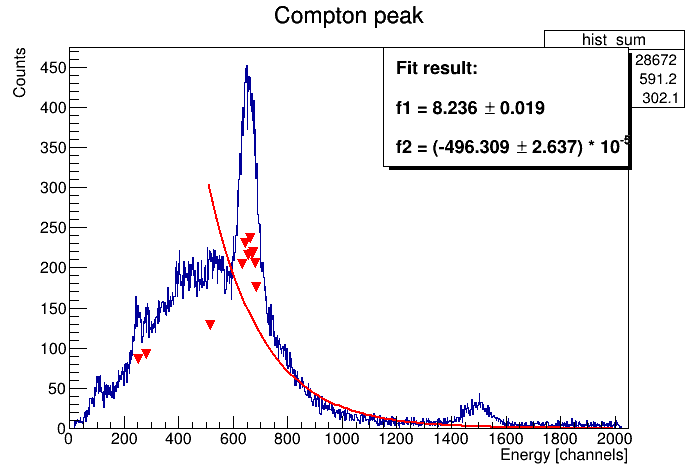 Compton peak
hist_sum
28672
591.2
302.1
Fit result:
f1 = 8.236 ± 0.019
f2 = (-496.309 ± 2.637) * 10^-5
Counts
450
400
350
300
250
200
150
100
50
0
0 200 400 600 800 1000 1200 1400 1600 1800 2000
Energy [channels]